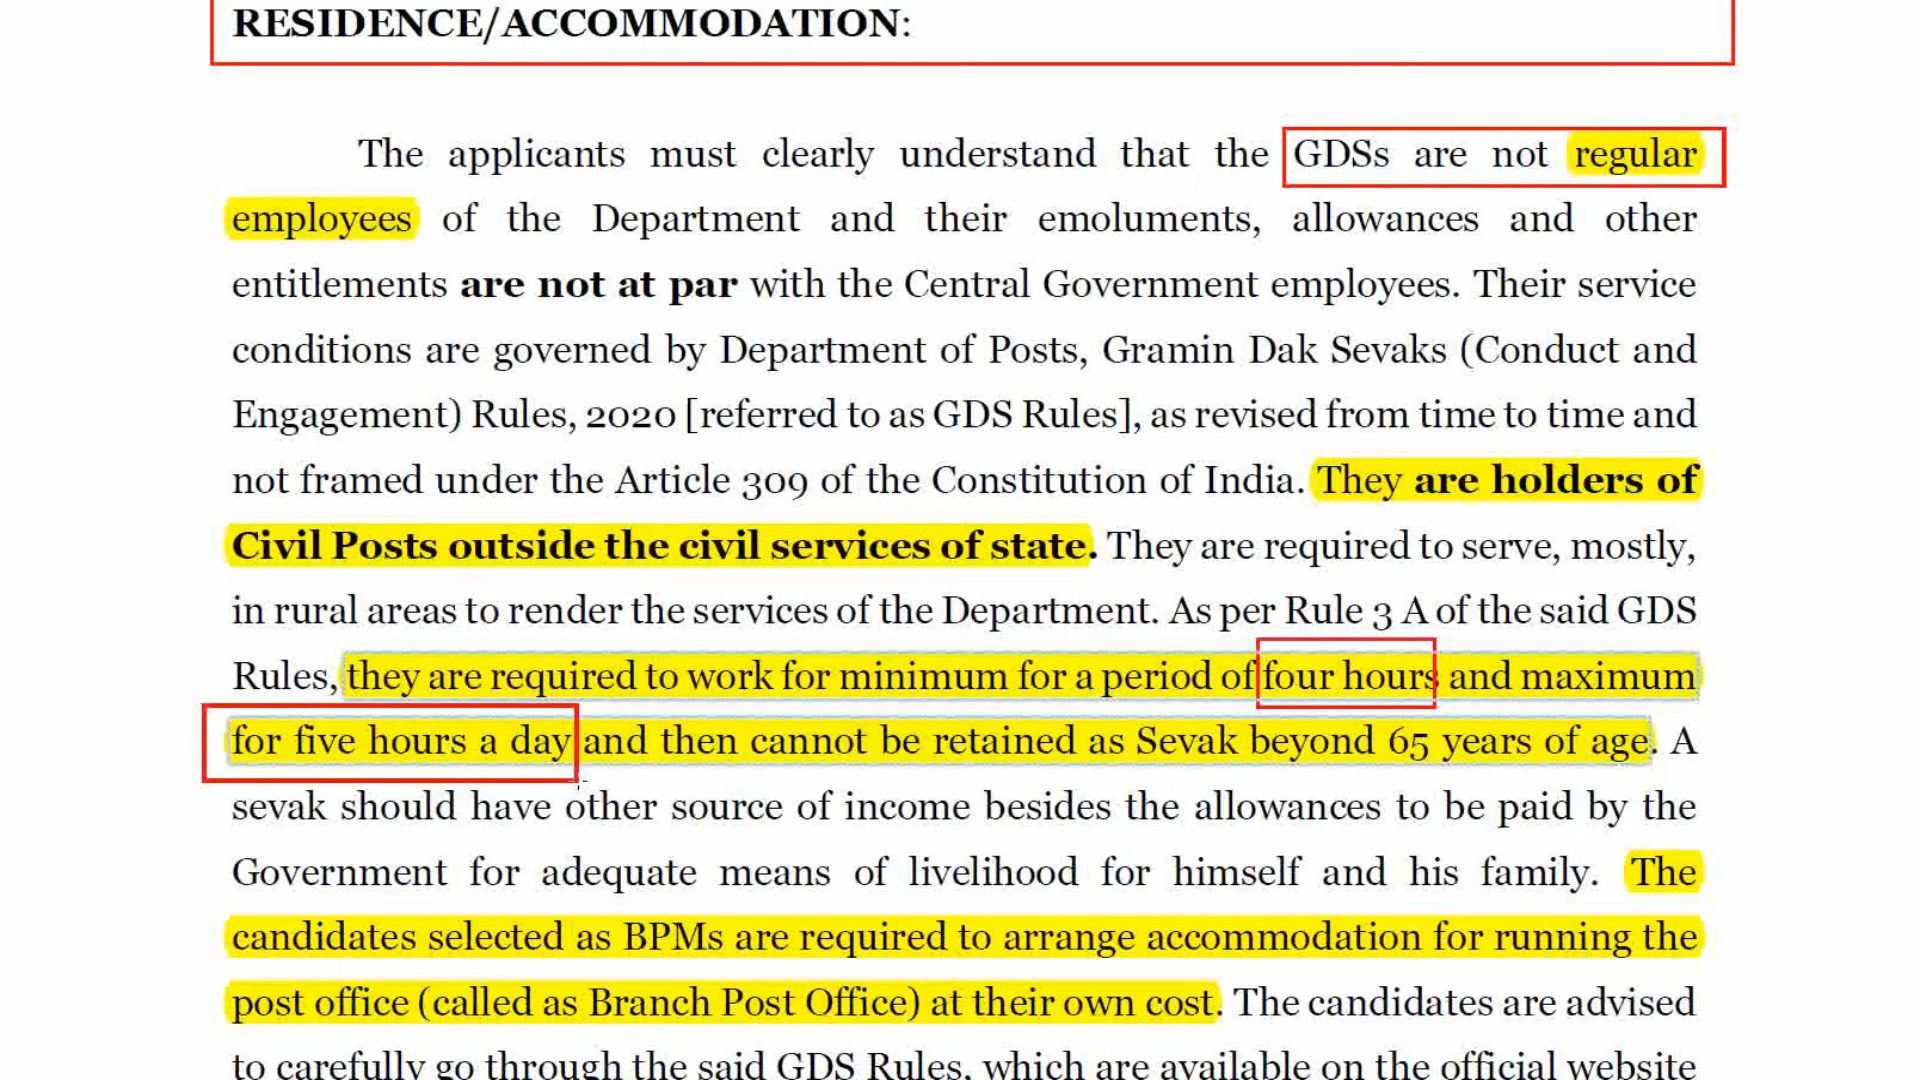 RESIDENCE/ACCOMMODATION:
The applicants must clearly understand that the GDSs are not regular
employees of the Department and their emoluments, allowances and other
entitlements are not at par with the Central Government employees. Their service
conditions are governed by Department of Posts, Gramin Dak Sevaks (Conduct and
Engagement) Rules, 2020 [referred to as GDS Rules], as revised from time to time and
not framed under the Article 309 of the Constitution of India. They are holders of
Civil Posts outside the civil services of state. They are required to serve, mostly,
in rural areas to render the services of the Department. As per Rule 3 A of the said GDS
Rules, they are required to work for minimum for a period of four hours and maximum
for five hours a day and then cannot be retained as Sevak beyond 65 years of age. A
sevak should have other source of income besides the allowances to be paid by the
Government for adequate means of livelihood for himself and his family. The
candidates selected as BPMs are required to arrange accommodation for running the
post office (called as Branch Post Office) at their own cost. The candidates are advised
to carefully go through the said GDS Rules, which are available on the official website